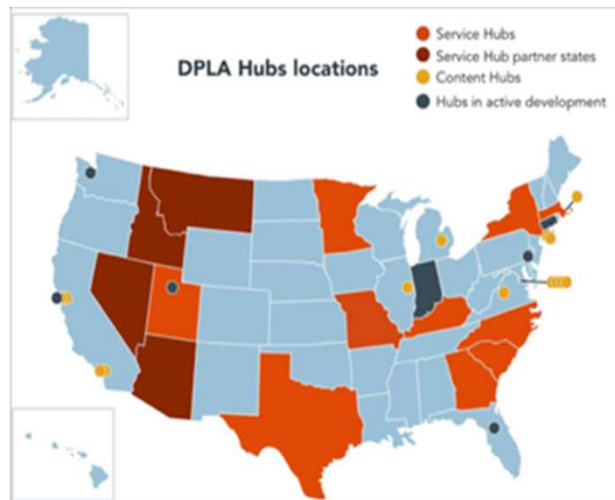 DPLA Hubs locations
Service Hubs
Service Hub partner states
Content Hubs
Hubs in active development